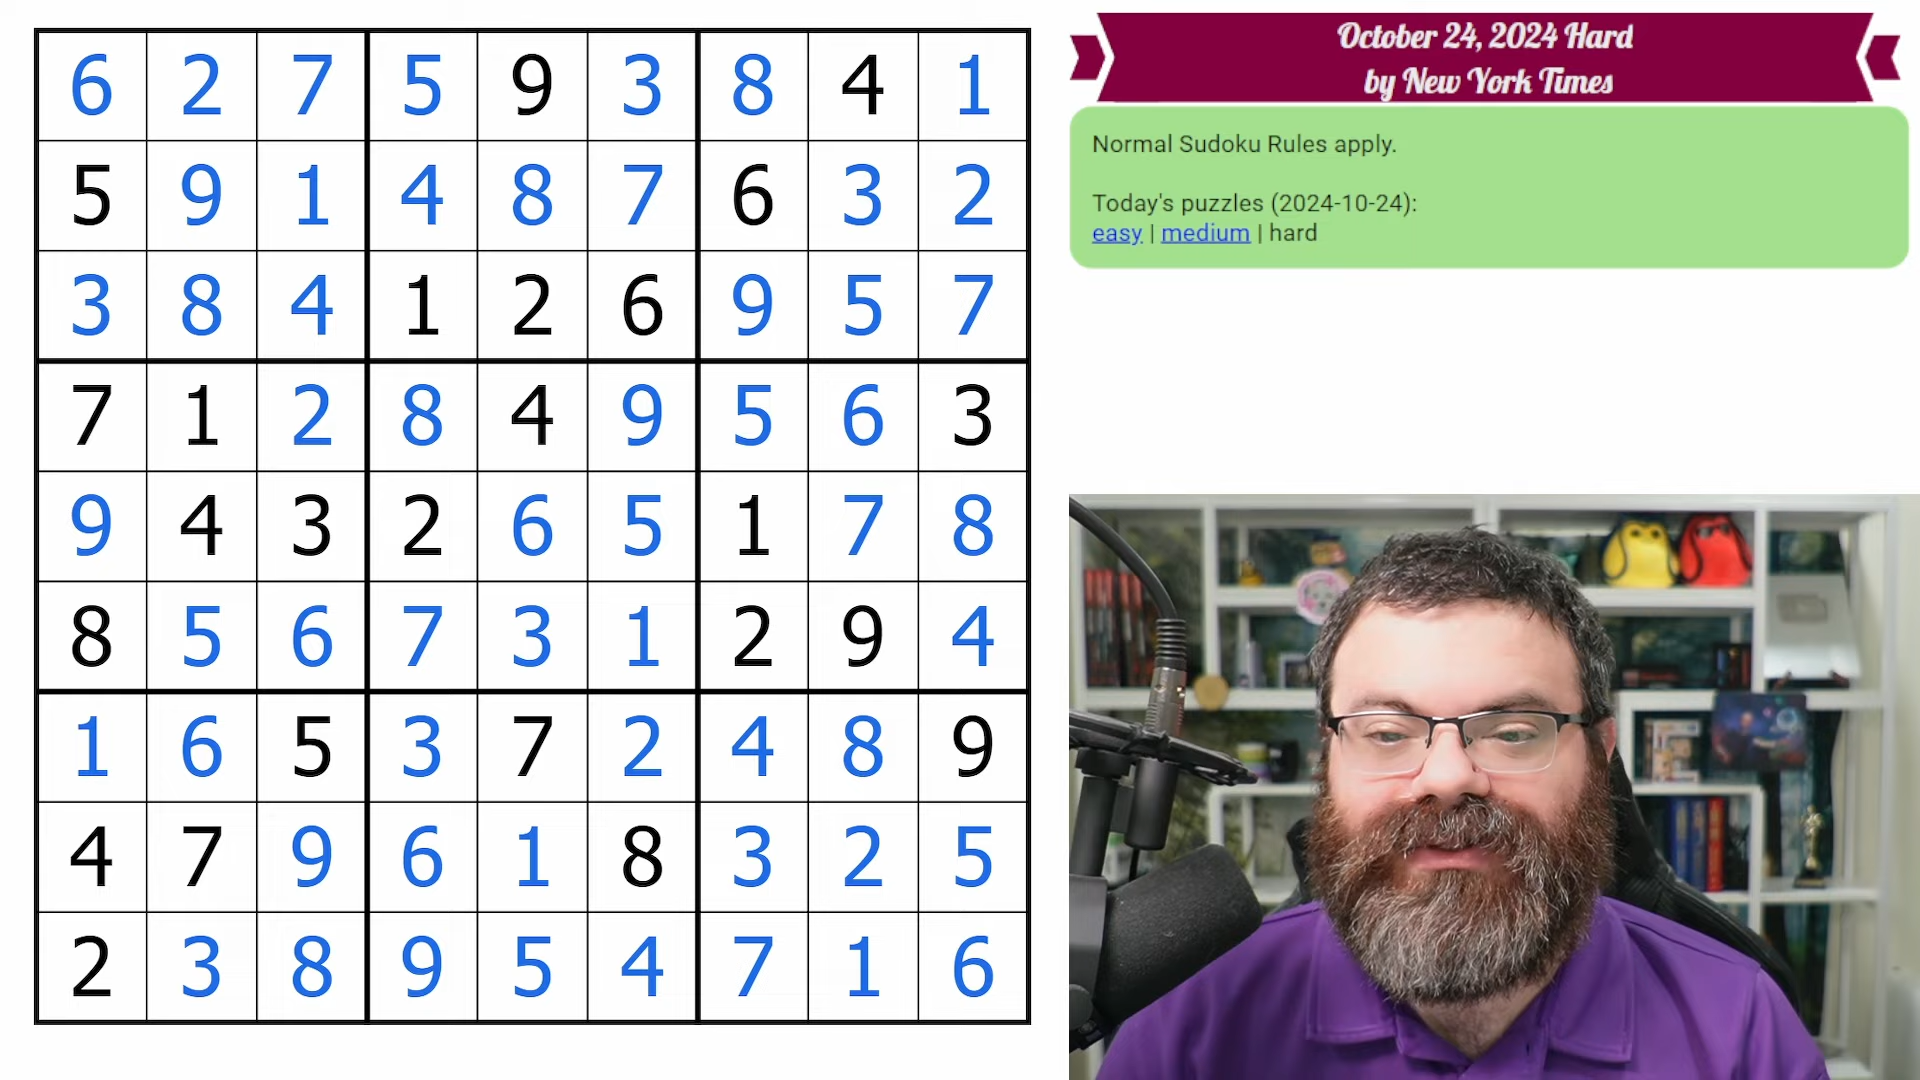 October 24, 2024 Hard
by New York Times
Normal Sudoku Rules apply.
Today's puzzles (2024-10-24):
easy | medium | hard
6 2 7 5 9 3 8 4 1
5 9 1 4 8 7 6 3 2
3 8 4 1 2 6 9 5 7
7 1 2 8 4 9 5 6 3
9 4 3 2 6 5 1 7 8
8 5 6 7 3 1 2 9 4
1 6 5 3 7 2 4 8 9
4 7 9 6 1 8 3 2 5
2 3 8 9 5 4 7 1 6